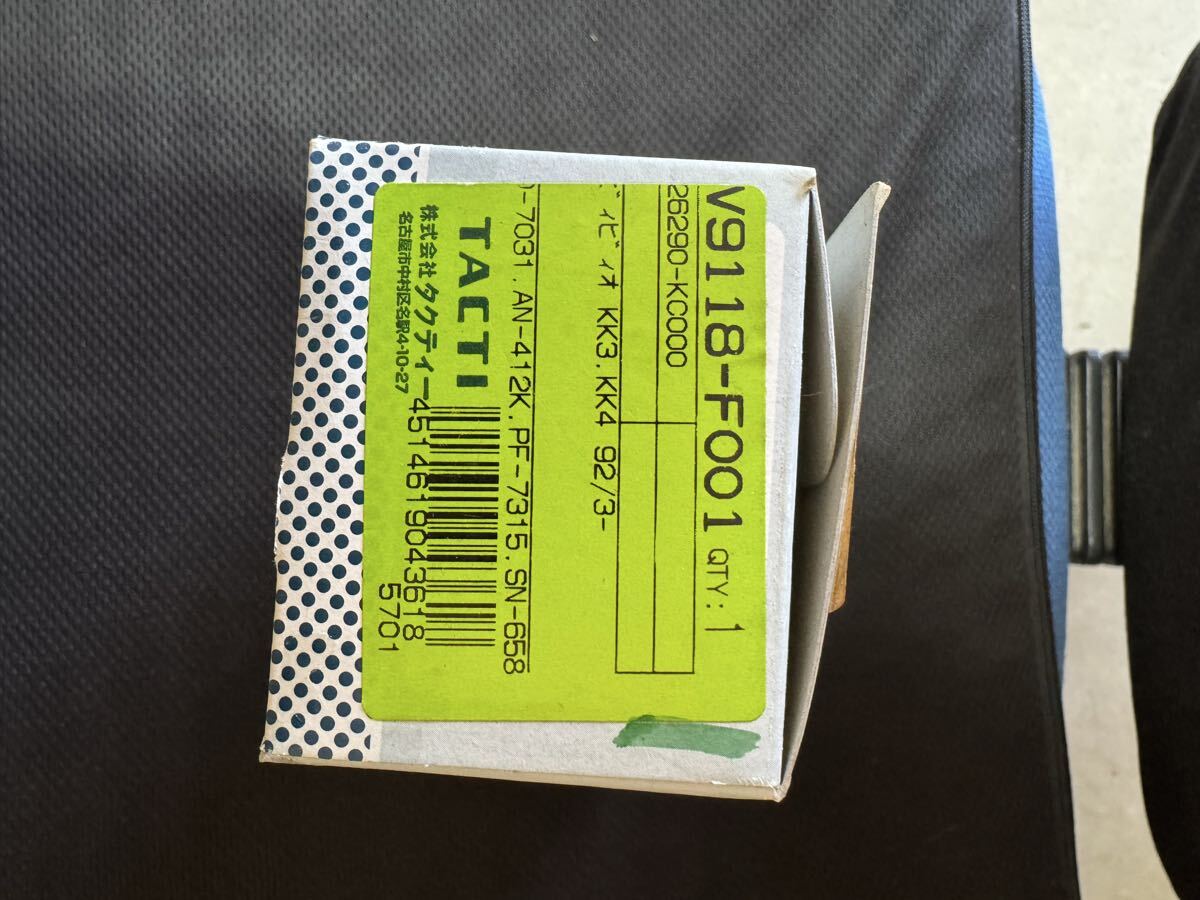 V9118-F001 QTY: 1
26290-KC000
ィビィオ KK3.KK4 92/3-
-7031.AN-412K.PF-7315.SN-658
TACTI
株式会社タクティー
名古屋市中村区名駅4-10-27
4514619043618
5701